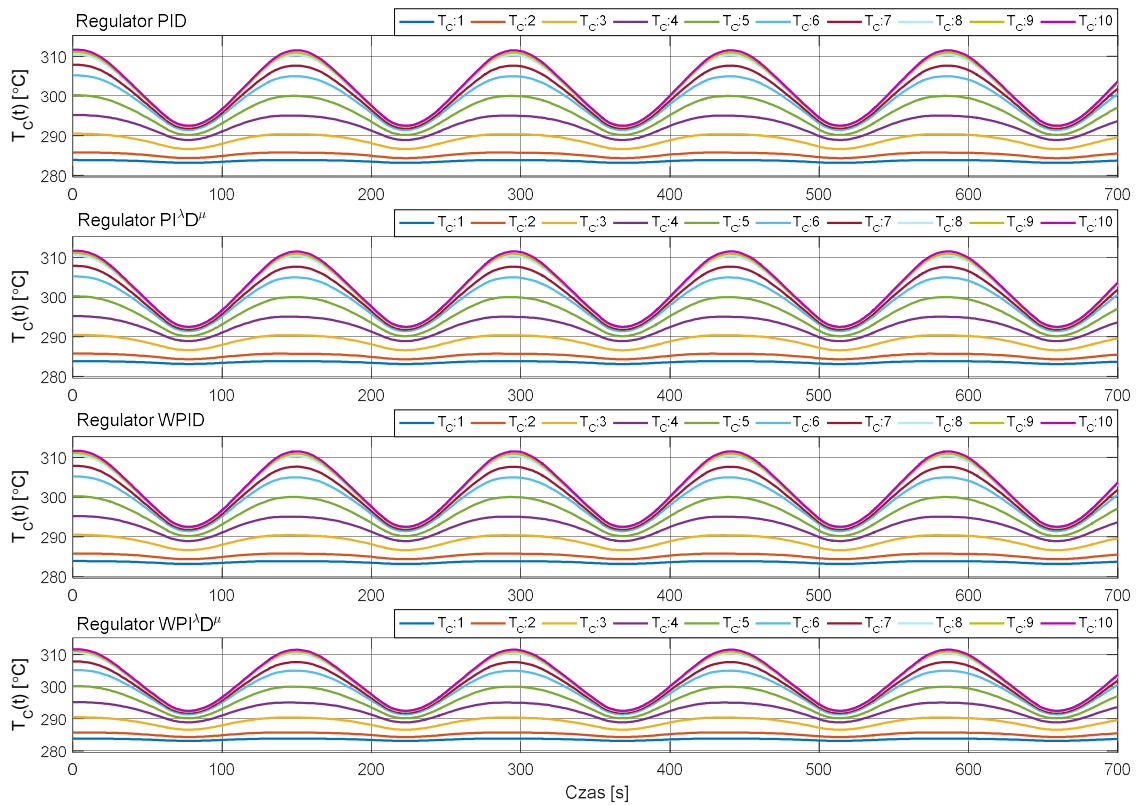 Regulator PID
T_C:1 T_C:2 T_C:3 T_C:4 T_C:5 T_C:6 T_C:7 T_C:8 T_C:9 T_C:10
T_C(t) [°C]
310
300
290
280
0 100 200 300 400 500 600 700
Regulator PI^λD^μ
T_C:1 T_C:2 T_C:3 T_C:4 T_C:5 T_C:6 T_C:7 T_C:8 T_C:9 T_C:10
T_C(t) [°C]
310
300
290
280
0 100 200 300 400 500 600 700
Regulator WPID
T_C:1 T_C:2 T_C:3 T_C:4 T_C:5 T_C:6 T_C:7 T_C:8 T_C:9 T_C:10
T_C(t) [°C]
310
300
290
280
0 100 200 300 400 500 600 700
Regulator WPI^λD^μ
T_C:1 T_C:2 T_C:3 T_C:4 T_C:5 T_C:6 T_C:7 T_C:8 T_C:9 T_C:10
T_C(t) [°C]
310
300
290
280
0 100 200 300 400 500 600 700
Czas [s]